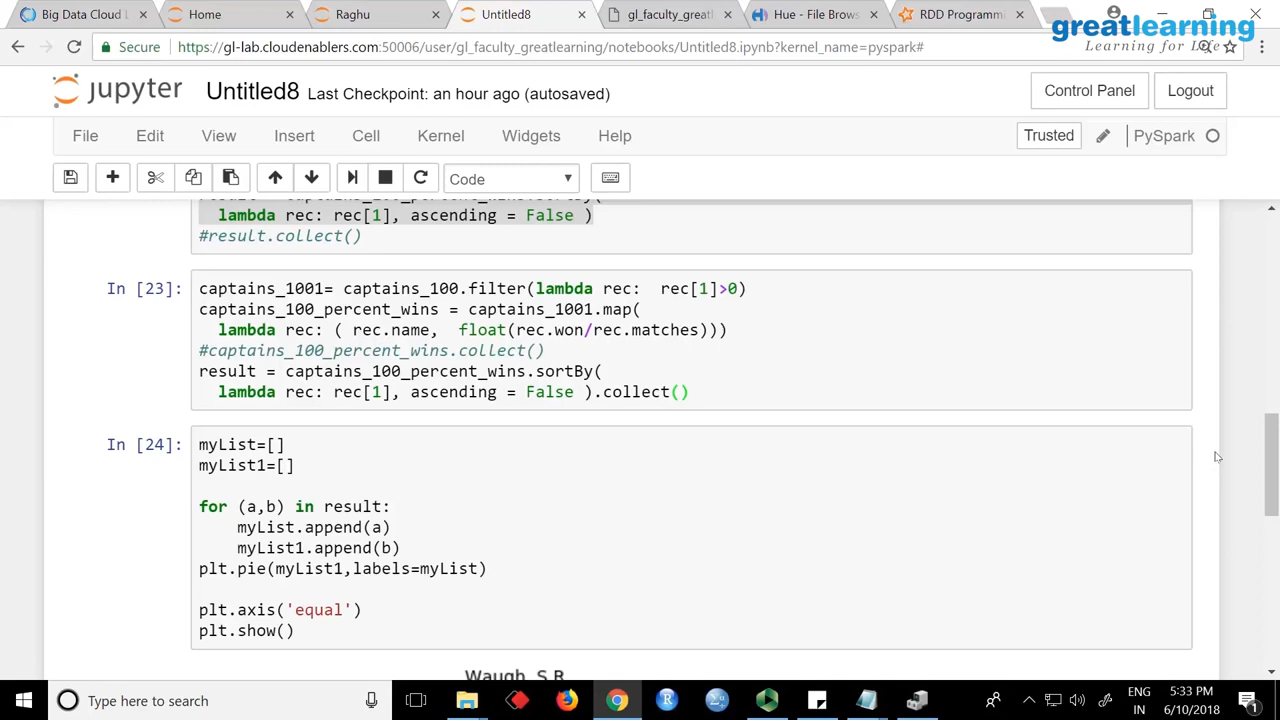 Big Data Cloud L
Home
Raghu
Untitled8
gl_faculty_greatl
Hue - File Brows
RDD Programmin
greatlearning
Learning for Life
Secure
https://gl-lab.cloudenablers.com:50006/user/gl_faculty_greatlearning/notebooks/Untitled8.ipynb?kernel_name=pyspark#
jupyter Untitled8 Last Checkpoint: an hour ago (autosaved)
Control Panel
Logout
File Edit View Insert Cell Kernel Widgets Help
Trusted
PySpark
Code
lambda rec: rec[1], ascending = False )
#result.collect()
In [23]:
captains_1001= captains_100.filter(lambda rec:  rec[1]>0)
captains_100_percent_wins = captains_1001.map(
lambda rec: ( rec.name,  float(rec.won/rec.matches)))
#captains_100_percent_wins.collect()
result = captains_100_percent_wins.sortBy(
lambda rec: rec[1], ascending = False ).collect()
In [24]:
myList=[]
myList1=[]
for (a,b) in result:
myList.append(a)
myList1.append(b)
plt.pie(myList1,labels=myList)
plt.axis('equal')
plt.show()
Waugh, S R
Type here to search
ENG
IN
5:33 PM
6/10/2018
1